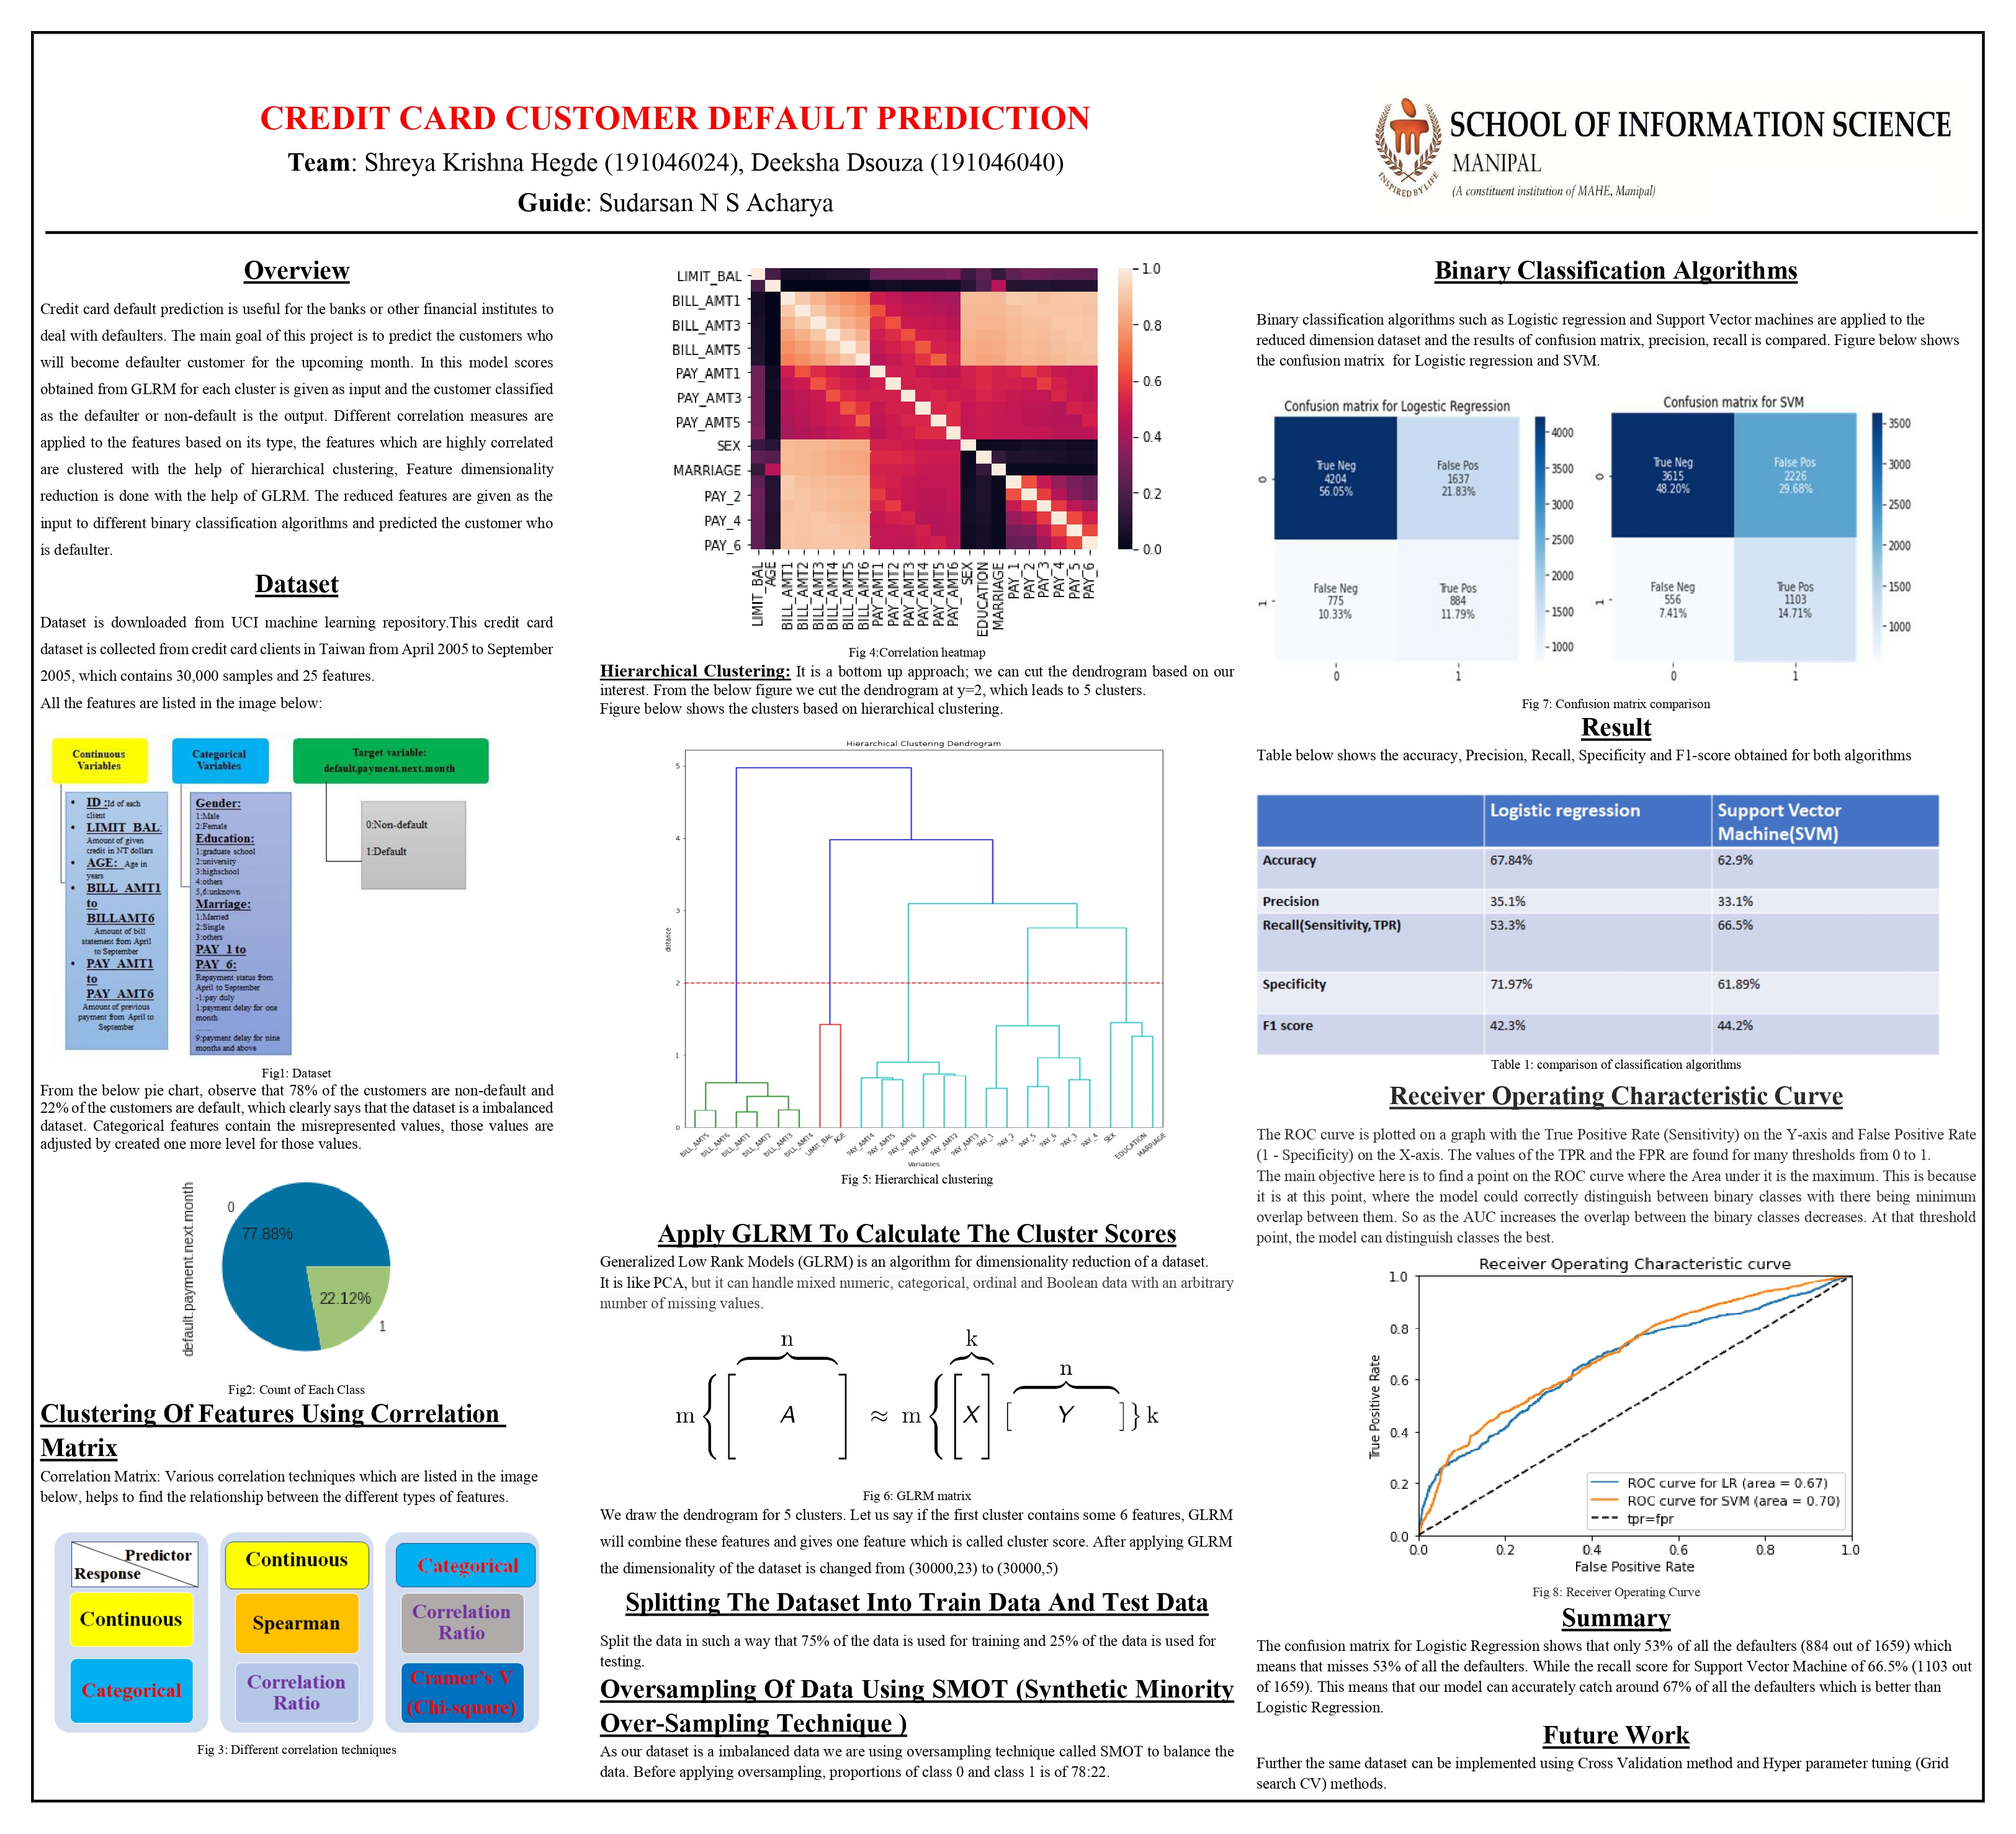 CREDIT CARD CUSTOMER DEFAULT PREDICTION
Team: Shreya Krishna Hegde (191046024), Deeksha Dsouza (191046040)
Guide: Sudarsan N S Acharya
INSPIRED BY LIFE
SCHOOL OF INFORMATION SCIENCE
MANIPAL
(A constituent institution of MAHE, Manipal)
Overview
Credit card default prediction is useful for the banks or other financial institutes to
deal with defaulters. The main goal of this project is to predict the customers who
will become defaulter customer for the upcoming month. In this model scores
obtained from GLRM for each cluster is given as input and the customer classified
as the defaulter or non-default is the output. Different correlation measures are
applied to the features based on its type, the features which are highly correlated
are clustered with the help of hierarchical clustering, Feature dimensionality
reduction is done with the help of GLRM. The reduced features are given as the
input to different binary classification algorithms and predicted the customer who
is defaulter.
Dataset
Dataset is downloaded from UCI machine learning repository.This credit card
dataset is collected from credit card clients in Taiwan from April 2005 to September
2005, which contains 30,000 samples and 25 features.
All the features are listed in the image below:
Continuous
Variables
Categorical
Variables
Target variable:
default.payment.next.month
• ID :Id of each
client
• LIMIT_BAL:
Amount of given
credit in NT dollars
• AGE: Age in
years
• BILL_AMT1
to
BILLAMT6
Amount of bill
statement from April
to September
• PAY_AMT1
to
PAY_AMT6
Amount of previous
payment from April to
September
Gender:
1:Male
2:Female
Education:
1:graduate school
2:university
3:highschool
4:others
5,6:unknown
Marriage:
1:Married
2:Single
3:others
PAY_1 to
PAY_6:
Repayment status from
April to September
-1:pay duly
1:payment delay for one
month
......
9:payment delay for nine
months and above
0:Non-default
1:Default
Fig1: Dataset
From the below pie chart, observe that 78% of the customers are non-default and
22% of the customers are default, which clearly says that the dataset is a imbalanced
dataset. Categorical features contain the misrepresented values, those values are
adjusted by created one more level for those values.
default.payment.next.month
0
77.88%
22.12%
1
Fig2: Count of Each Class
Clustering Of Features Using Correlation
Matrix
Correlation Matrix: Various correlation techniques which are listed in the image
below, helps to find the relationship between the different types of features.
Predictor
Response
Continuous
Categorical
Continuous
Spearman
Correlation
Ratio
Categorical
Correlation
Ratio
Cramer's V
(Chi-square)
Fig 3: Different correlation techniques
LIMIT_BAL
BILL_AMT1
BILL_AMT3
BILL_AMT5
PAY_AMT1
PAY_AMT3
PAY_AMT5
SEX
MARRIAGE
PAY_2
PAY_4
PAY_6
LIMIT_BAL
AGE
BILL_AMT1
BILL_AMT2
BILL_AMT3
BILL_AMT4
BILL_AMT5
BILL_AMT6
PAY_AMT1
PAY_AMT2
PAY_AMT3
PAY_AMT4
PAY_AMT5
PAY_AMT6
SEX
EDUCATION
MARRIAGE
PAY_1
PAY_2
PAY_3
PAY_4
PAY_5
PAY_6
1.0
0.8
0.6
0.4
0.2
0.0
Fig 4:Correlation heatmap
Hierarchical Clustering: It is a bottom up approach; we can cut the dendrogram based on our
interest. From the below figure we cut the dendrogram at y=2, which leads to 5 clusters.
Figure below shows the clusters based on hierarchical clustering.
Hierarchical Clustering Dendrogram
distance
5
4
3
2
1
0
BILL_AMT5
BILL_AMT6
BILL_AMT1
BILL_AMT2
BILL_AMT3
BILL_AMT4
LIMIT_BAL
AGE
PAY_AMT4
PAY_AMT5
PAY_AMT6
PAY_AMT1
PAY_AMT2
PAY_AMT3
PAY_1
PAY_2
PAY_5
PAY_6
PAY_3
PAY_4
SEX
EDUCATION
MARRIAGE
Variables
Fig 5: Hierarchical clustering
Apply GLRM To Calculate The Cluster Scores
Generalized Low Rank Models (GLRM) is an algorithm for dimensionality reduction of a dataset.
It is like PCA, but it can handle mixed numeric, categorical, ordinal and Boolean data with an arbitrary
number of missing values.
n k n
m { [ A ] ≈ m { [ X ] [ Y ] } k
Fig 6: GLRM matrix
We draw the dendrogram for 5 clusters. Let us say if the first cluster contains some 6 features, GLRM
will combine these features and gives one feature which is called cluster score. After applying GLRM
the dimensionality of the dataset is changed from (30000,23) to (30000,5)
Splitting The Dataset Into Train Data And Test Data
Split the data in such a way that 75% of the data is used for training and 25% of the data is used for
testing.
Oversampling Of Data Using SMOT (Synthetic Minority
Over-Sampling Technique )
As our dataset is a imbalanced data we are using oversampling technique called SMOT to balance the
data. Before applying oversampling, proportions of class 0 and class 1 is of 78:22.
Binary Classification Algorithms
Binary classification algorithms such as Logistic regression and Support Vector machines are applied to the
reduced dimension dataset and the results of confusion matrix, precision, recall is compared. Figure below shows
the confusion matrix for Logistic regression and SVM.
Confusion matrix for Logestic Regression
True Neg
4204
56.05%
False Pos
1637
21.83%
False Neg
775
10.33%
True Pos
884
11.79%
0
1
0
1
4000
3500
3000
2500
2000
1500
1000
Confusion matrix for SVM
True Neg
3615
48.20%
False Pos
2226
29.68%
False Neg
556
7.41%
True Pos
1103
14.71%
0
1
0
1
3500
3000
2500
2000
1500
1000
Fig 7: Confusion matrix comparison
Result
Table below shows the accuracy, Precision, Recall, Specificity and F1-score obtained for both algorithms
Logistic regression Support Vector
Machine(SVM)
Accuracy 67.84% 62.9%
Precision 35.1% 33.1%
Recall(Sensitivity, TPR) 53.3% 66.5%
Specificity 71.97% 61.89%
F1 score 42.3% 44.2%
Table 1: comparison of classification algorithms
Receiver Operating Characteristic Curve
The ROC curve is plotted on a graph with the True Positive Rate (Sensitivity) on the Y-axis and False Positive Rate
(1 - Specificity) on the X-axis. The values of the TPR and the FPR are found for many thresholds from 0 to 1.
The main objective here is to find a point on the ROC curve where the Area under it is the maximum. This is because
it is at this point, where the model could correctly distinguish between binary classes with there being minimum
overlap between them. So as the AUC increases the overlap between the binary classes decreases. At that threshold
point, the model can distinguish classes the best.
Receiver Operating Characteristic curve
True Positive Rate
1.0
0.8
0.6
0.4
0.2
0.0
ROC curve for LR (area = 0.67)
ROC curve for SVM (area = 0.70)
tpr=fpr
0.0 0.2 0.4 0.6 0.8 1.0
False Positive Rate
Fig 8: Receiver Operating Curve
Summary
The confusion matrix for Logistic Regression shows that only 53% of all the defaulters (884 out of 1659) which
means that misses 53% of all the defaulters. While the recall score for Support Vector Machine of 66.5% (1103 out
of 1659). This means that our model can accurately catch around 67% of all the defaulters which is better than
Logistic Regression.
Future Work
Further the same dataset can be implemented using Cross Validation method and Hyper parameter tuning (Grid
search CV) methods.